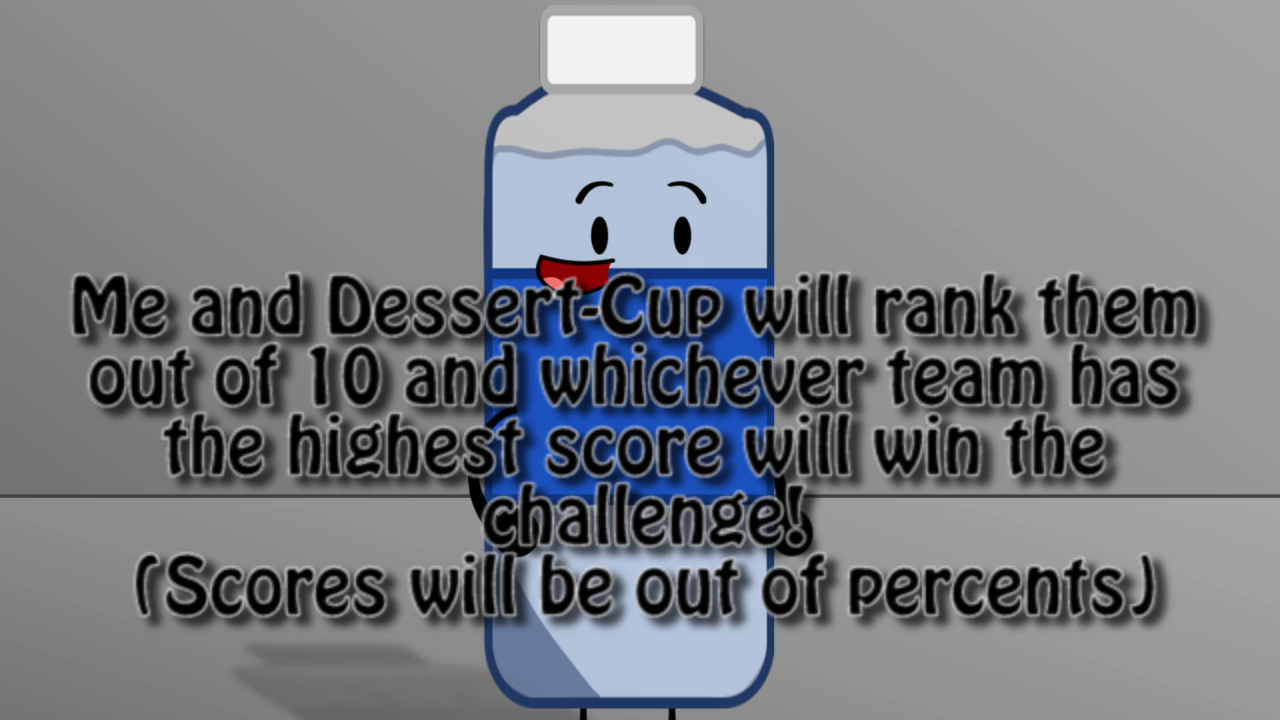 Me and Dessert-Cup will rank them
out of 10 and whichever team has
the highest score will win the
challenge!
(Scores will be out of percents)